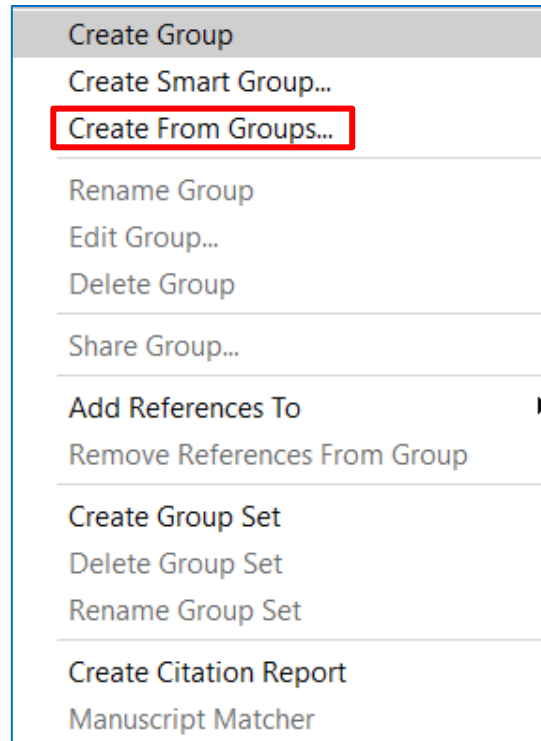 Create Group
Create Smart Group...
Create From Groups...
Rename Group
Edit Group...
Delete Group
Share Group...
Add References To
Remove References From Group
Create Group Set
Delete Group Set
Rename Group Set
Create Citation Report
Manuscript Matcher